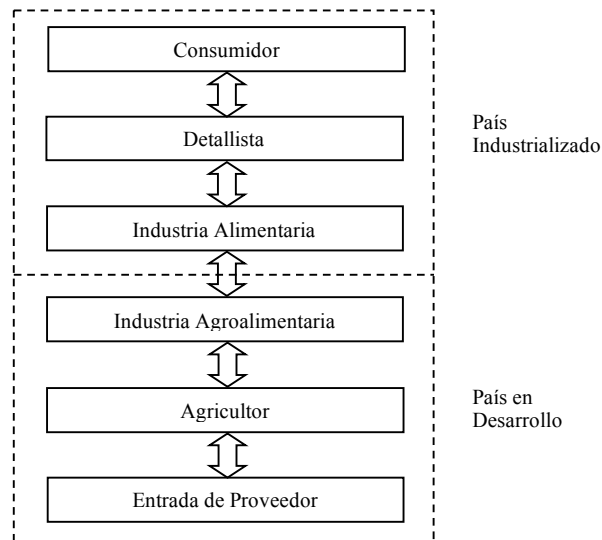 Consumidor
Detallista
País
Industrializado
Industria Alimentaria
Industria Agroalimentaria
Agricultor
País en
Desarrollo
Entrada de Proveedor